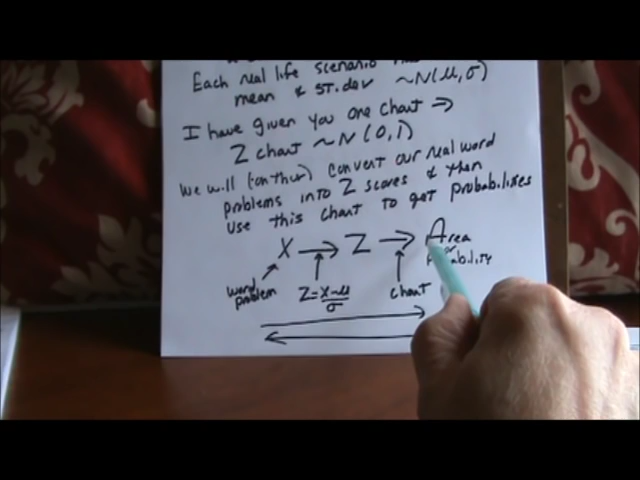 Each real life scenario has
mean & st. dev ~N(μ,σ)
I have given you one chart →
Z chart ~N(0,1)
We will (on thur) convert our real word
problems into Z scores & then
use this chart to get probabilities
X → Z → Area
or
word problem
Z = x-μ/σ
chart